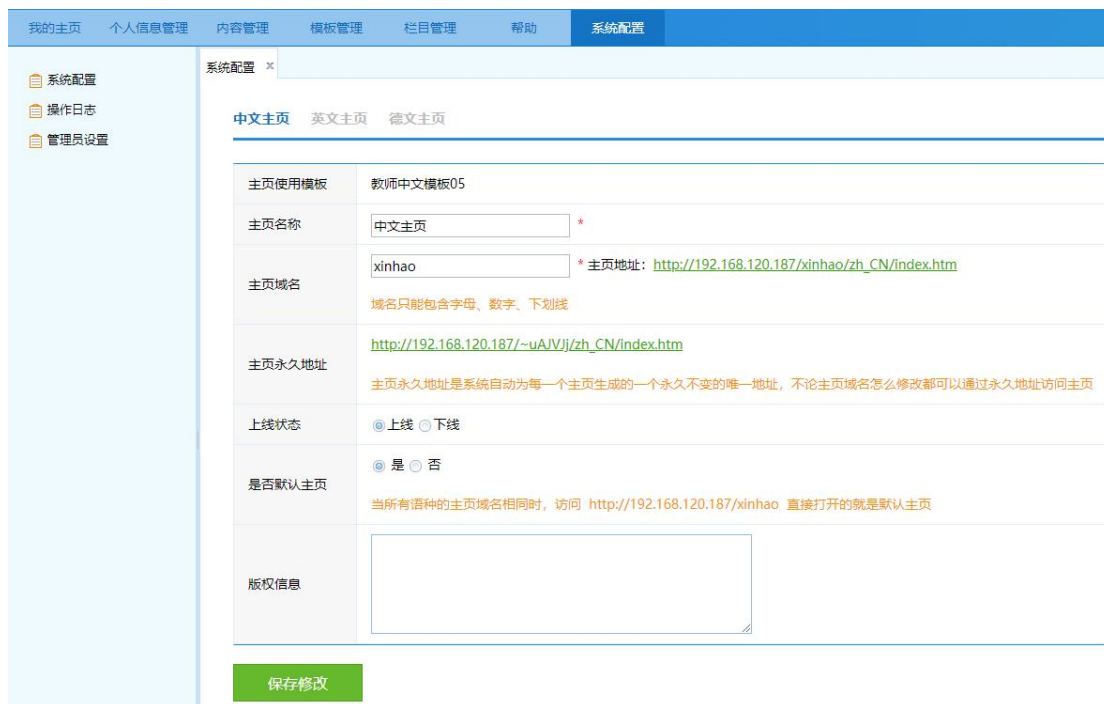 我的主页 个人信息管理 内容管理 模板管理 栏目管理 帮助 系统配置
系统配置
操作日志
管理员设置
系统配置 ×
中文主页 英文主页 德文主页
主页使用模板 教师中文模板05
主页名称 中文主页 *
主页域名 xinhao * 主页地址：http://192.168.120.187/xinhao/zh_CN/index.htm
域名只能包含字母、数字、下划线
主页永久地址 http://192.168.120.187/~uAJVJj/zh_CN/index.htm
主页永久地址是系统自动为每一个主页生成的一个永久不变的唯一地址，不论主页域名怎么修改都可以通过永久地址访问主页
上线状态 上线 下线
是否默认主页 是 否
当所有语种的主页域名相同时，访问 http://192.168.120.187/xinhao 直接打开的就是默认主页
版权信息
保存修改